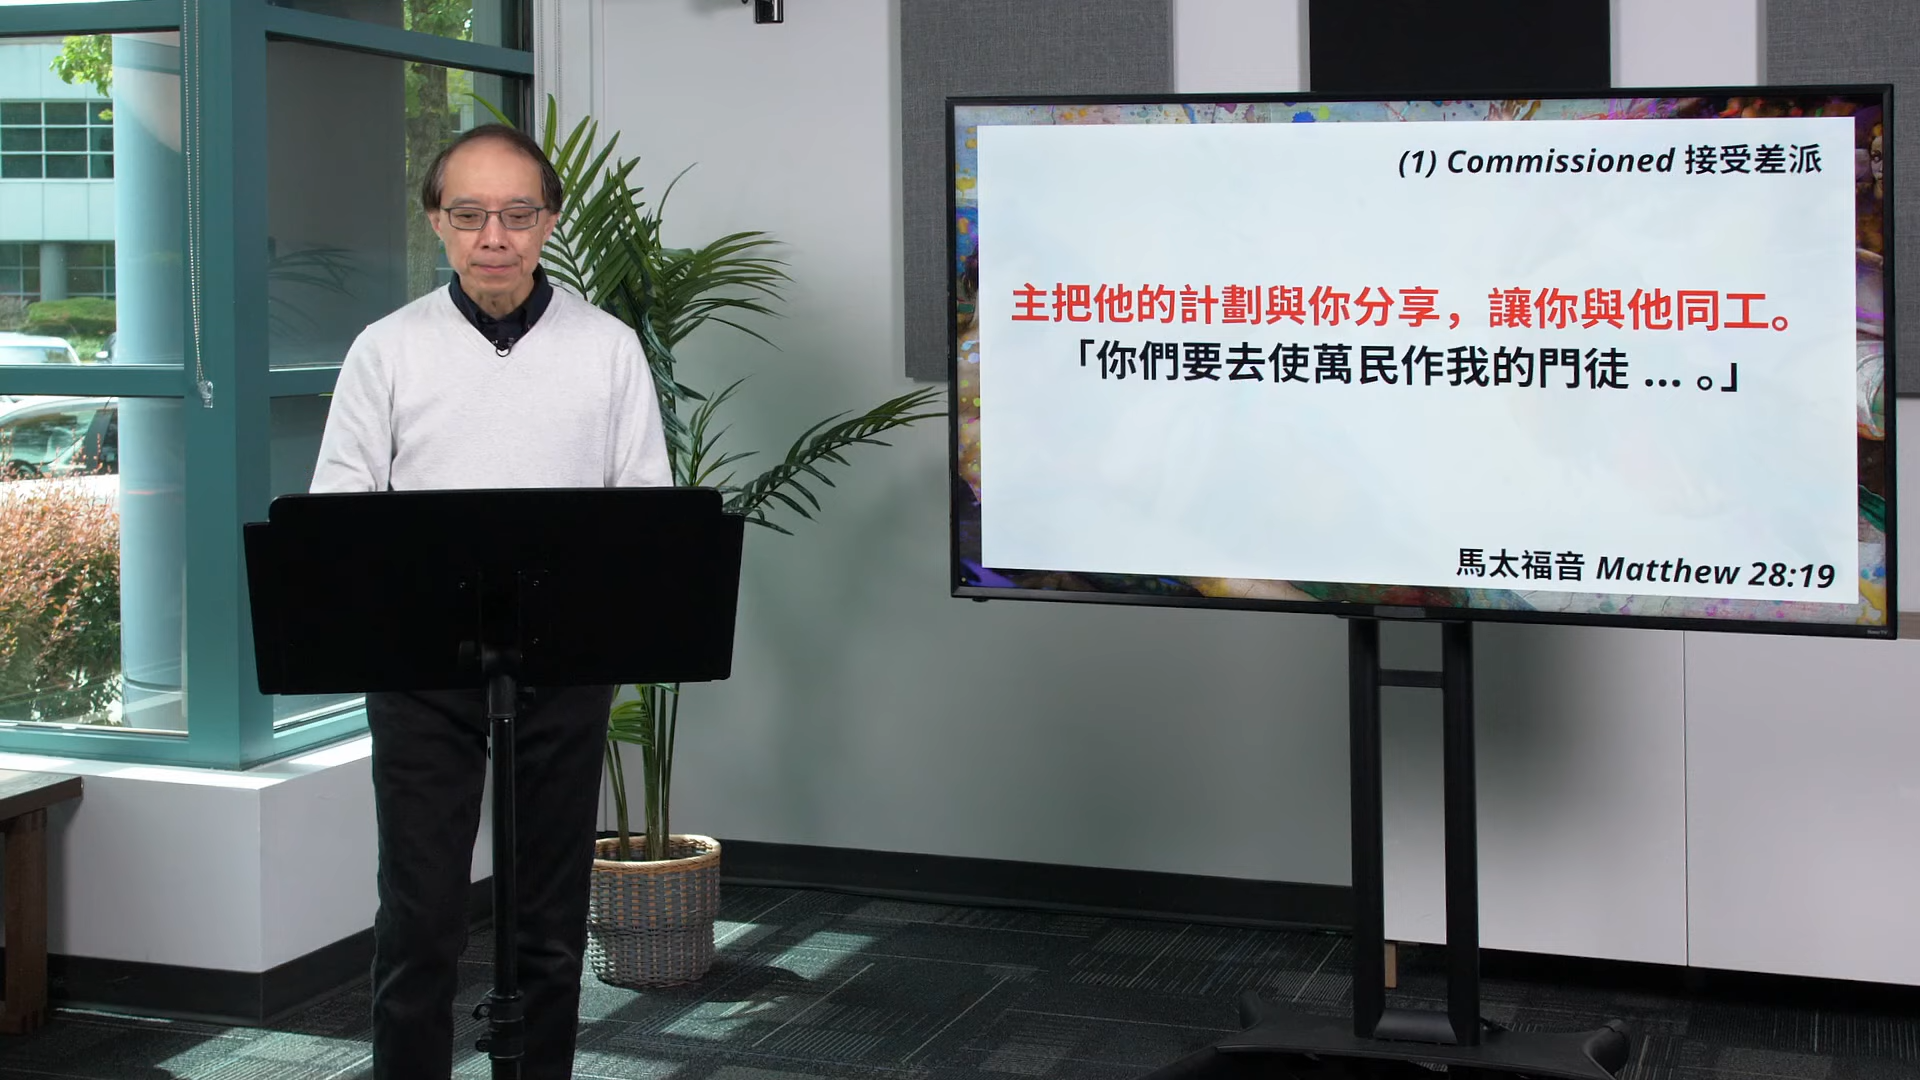 (1) Commissioned 接受差派
主把他的計劃與你分享，讓你與他同工。
「你們要去使萬民作我的門徒 ... 。」
馬太福音 Matthew 28:19